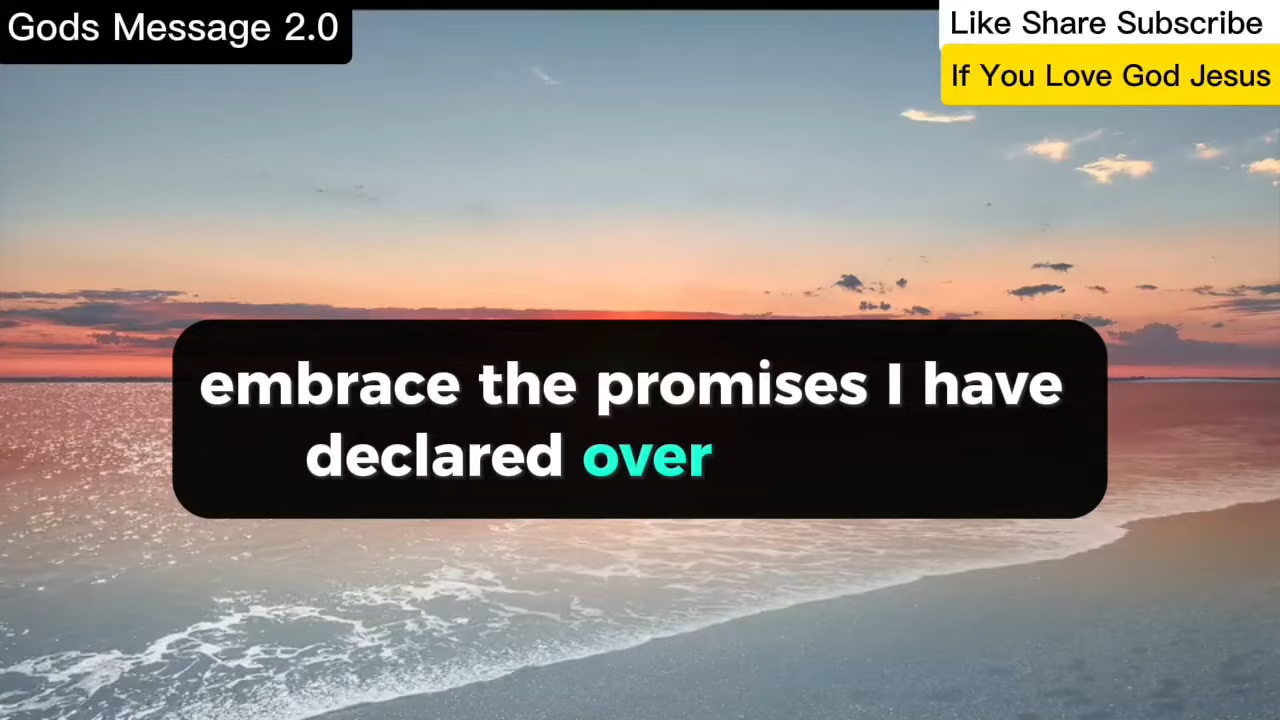 Gods Message 2.0
Like Share Subscribe
If You Love God Jesus
embrace the promises I have
declared over